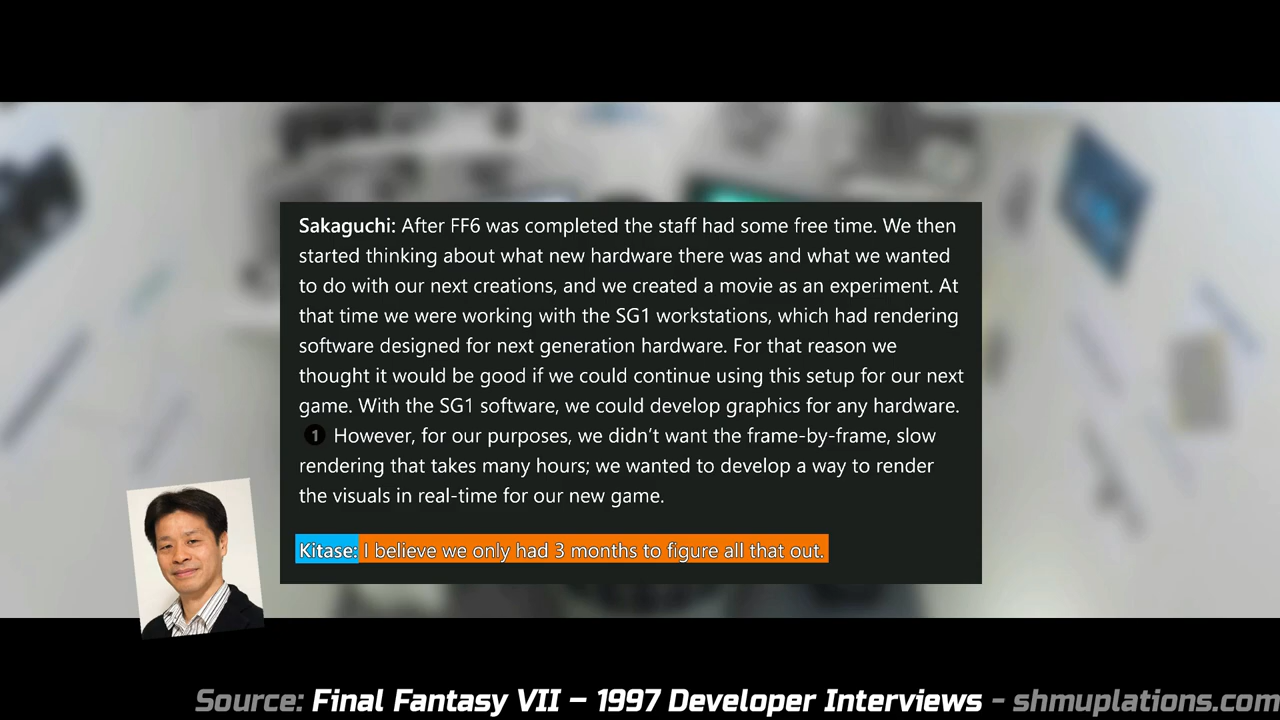 Sakaguchi: After FF6 was completed the staff had some free time. We then
started thinking about what new hardware there was and what we wanted
to do with our next creations, and we created a movie as an experiment. At
that time we were working with the SG1 workstations, which had rendering
software designed for next generation hardware. For that reason we
thought it would be good if we could continue using this setup for our next
game. With the SG1 software, we could develop graphics for any hardware.
1 However, for our purposes, we didn't want the frame-by-frame, slow
rendering that takes many hours; we wanted to develop a way to render
the visuals in real-time for our new game.
Kitase: I believe we only had 3 months to figure all that out.
Source: Final Fantasy VII – 1997 Developer Interviews - shmuplations.com